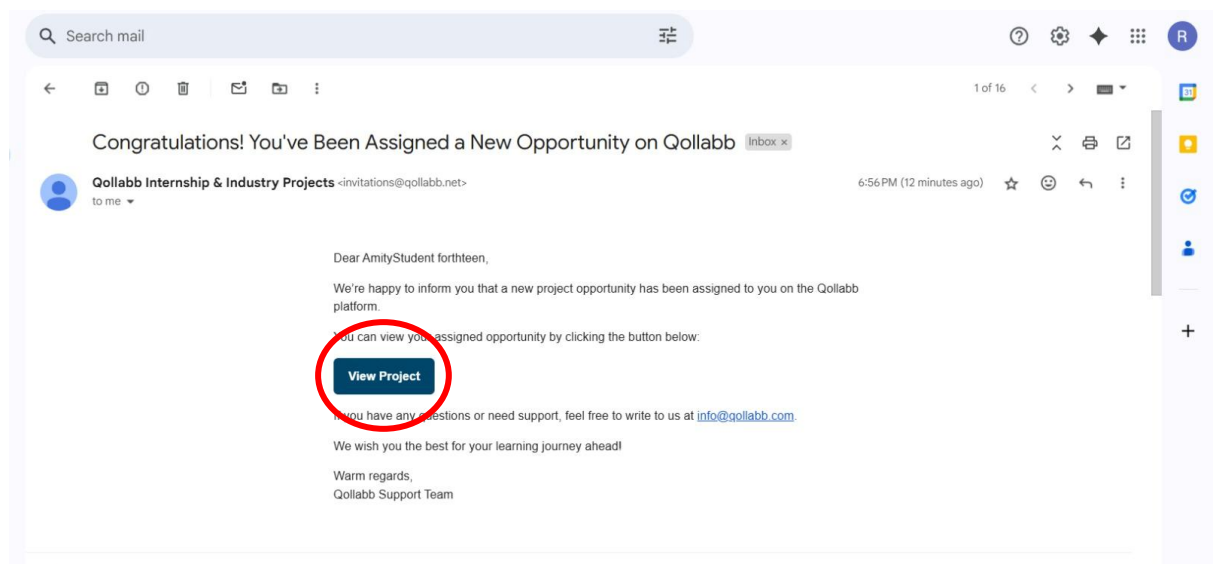 Search mail
R
1 of 16
31
Congratulations! You've Been Assigned a New Opportunity on Qollabb Inbox ×
Qollabb Internship & Industry Projects <invitations@qollabb.net>
6:56 PM (12 minutes ago)
to me
Dear AmityStudent forthteen,
We're happy to inform you that a new project opportunity has been assigned to you on the Qollabb
platform.
You can view your assigned opportunity by clicking the button below:
View Project
If you have any questions or need support, feel free to write to us at info@qollabb.com.
We wish you the best for your learning journey ahead!
Warm regards,
Qollabb Support Team